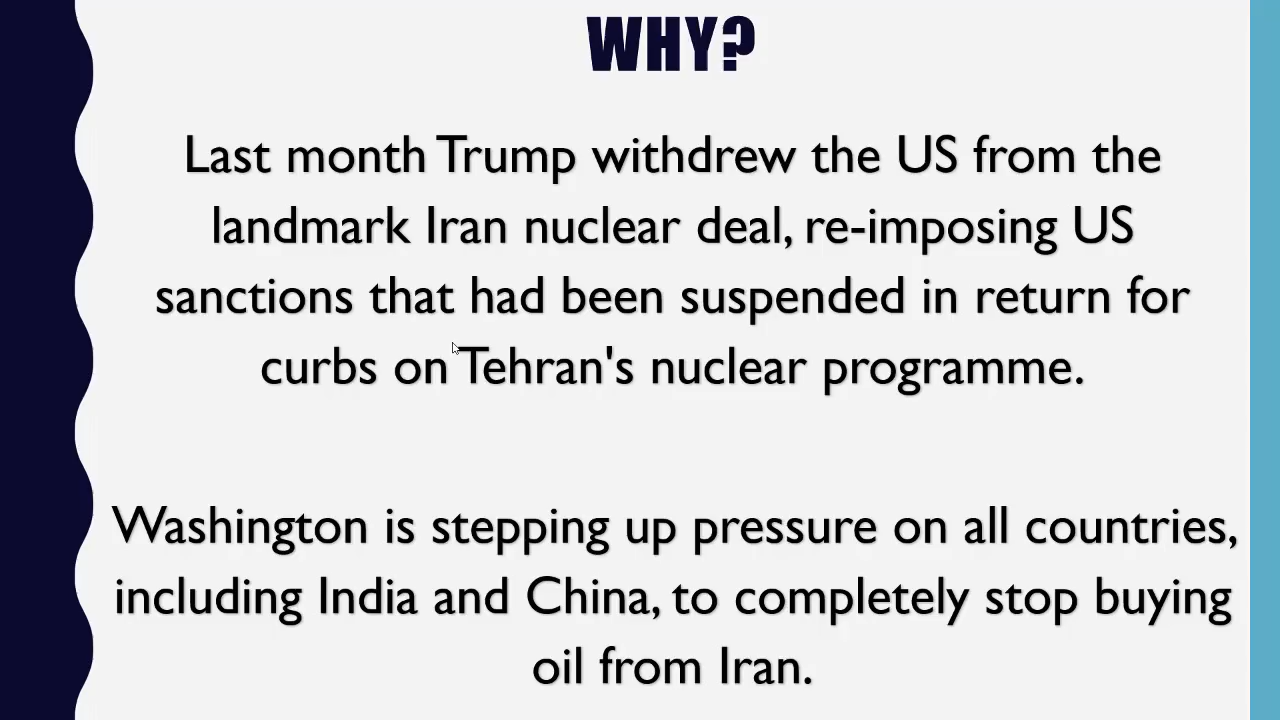 WHY?
Last month Trump withdrew the US from the
landmark Iran nuclear deal, re-imposing US
sanctions that had been suspended in return for
curbs on Tehran's nuclear programme.
Washington is stepping up pressure on all countries,
including India and China, to completely stop buying
oil from Iran.